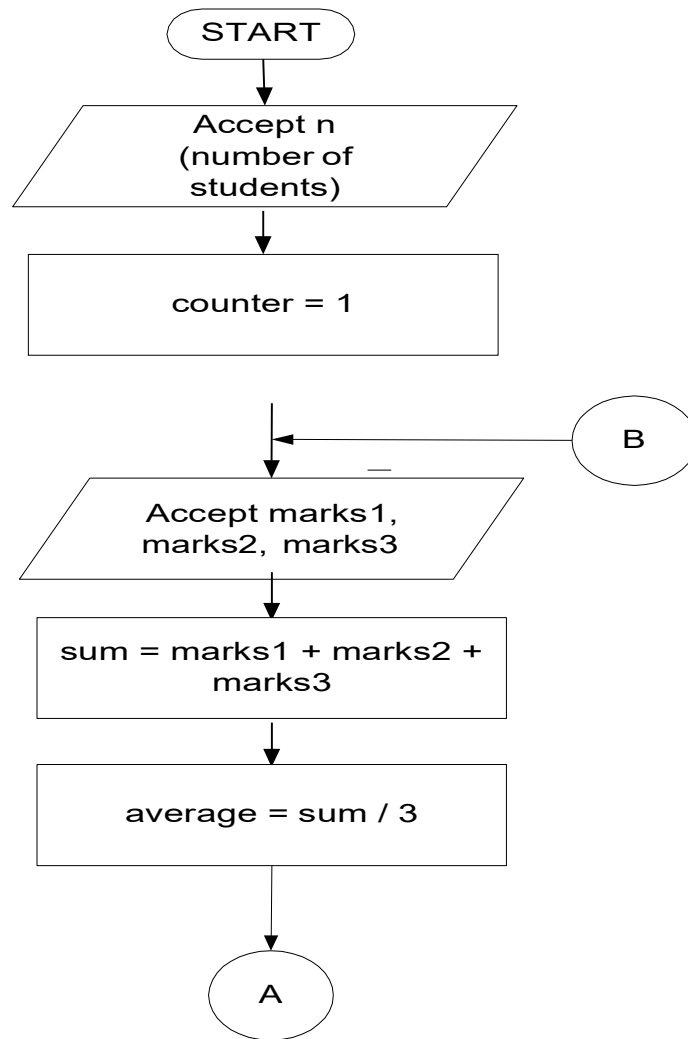 START
Accept n
(number of
students)
counter = 1
B
Accept marks1,
marks2, marks3
sum = marks1 + marks2 +
marks3
average = sum / 3
A